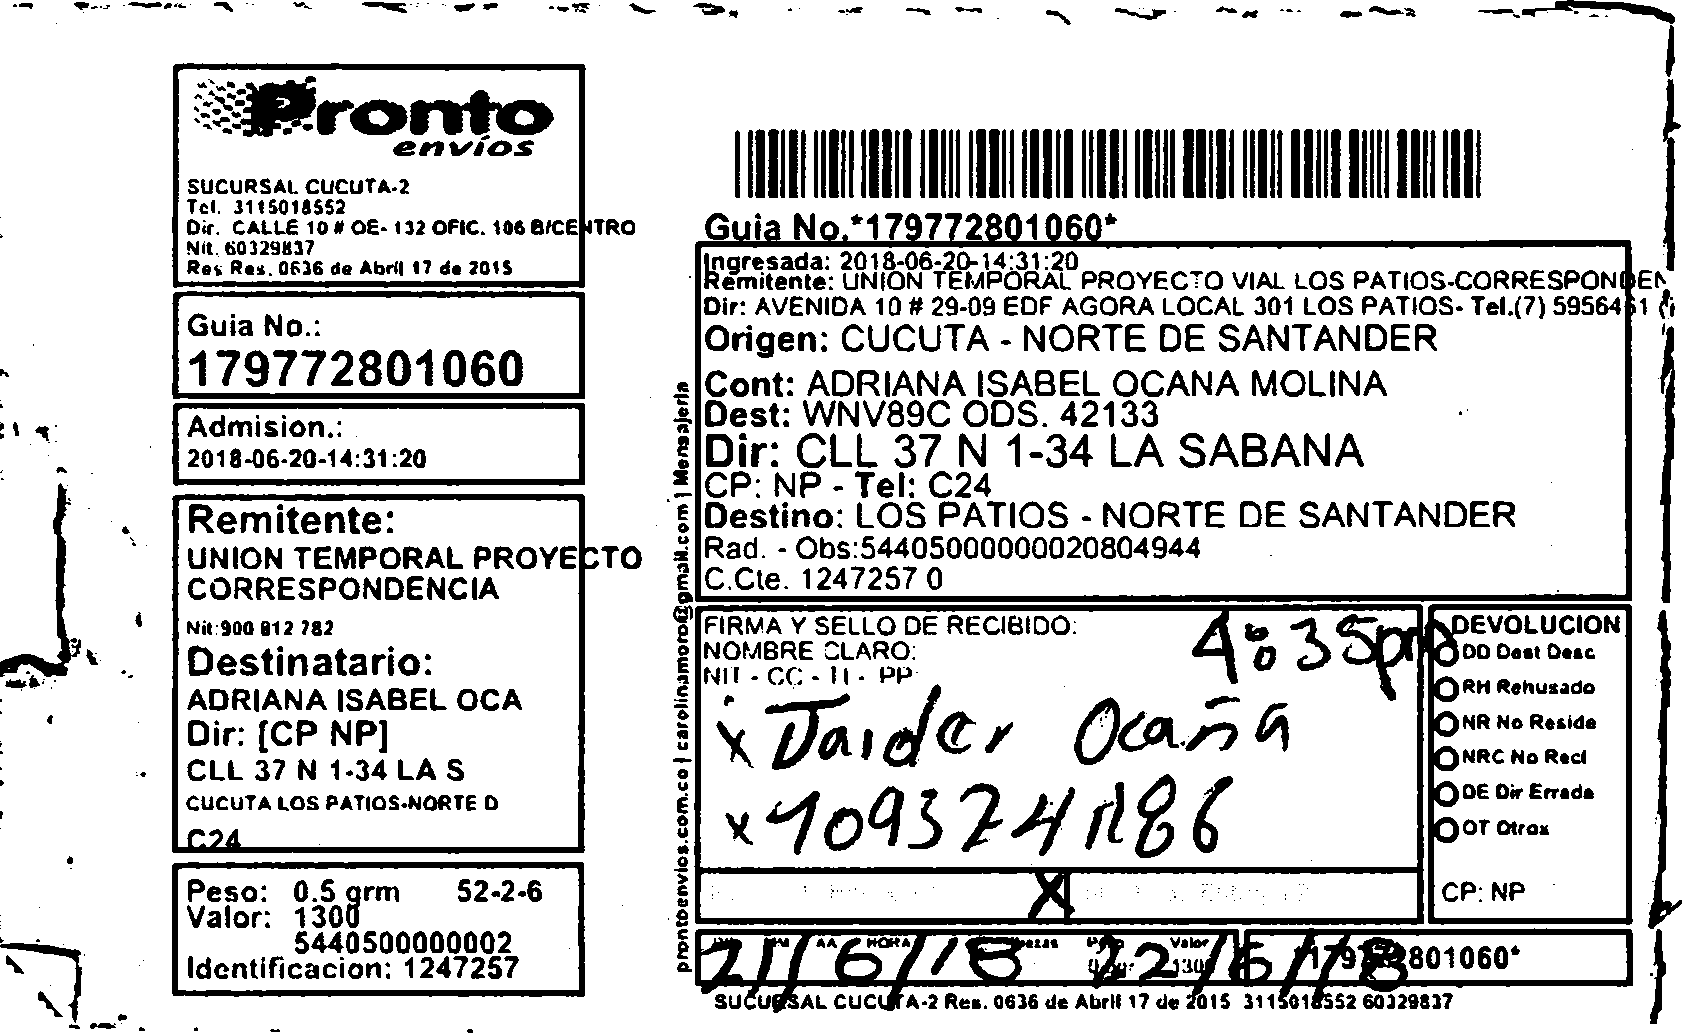 Pronto
envíos
SUCURSAL CUCUTA-2
Tel. 3115018552
Dir. CALLE 10 # OE- 132 OFIC. 106 B/CENTRO
Nit. 60329837
Res Res. 0636 de Abril 17 de 2015
Guia No.:
179772801060
Admision.:
2018-06-20-14:31:20
Remitente:
UNION TEMPORAL PROYECTO
CORRESPONDENCIA
Nit:900 812 782
Destinatario:
ADRIANA ISABEL OCA
Dir: [CP NP]
CLL 37 N 1-34 LA S
CUCUTA LOS PATIOS-NORTE D
C24
Peso: 0.5 grm 52-2-6
Valor: 1300
5440500000002
Identificacion: 1247257
prontoenvios.com.co | carolinamoro@gmail.com | Mensajeria
Guia No.*179772801060*
Ingresada: 2018-06-20-14:31:20
Remitente: UNION TEMPORAL PROYECTO VIAL LOS PATIOS-CORRESPONDEN
Dir: AVENIDA 10 # 29-09 EDF AGORA LOCAL 301 LOS PATIOS- Tel.(7) 5956461
Origen: CUCUTA - NORTE DE SANTANDER
Cont: ADRIANA ISABEL OCANA MOLINA
Dest: WNV89C ODS. 42133
Dir: CLL 37 N 1-34 LA SABANA
CP: NP - Tel: C24
Destino: LOS PATIOS - NORTE DE SANTANDER
Rad. - Obs:54405000000020804944
C.Cte. 1247257 0
FIRMA Y SELLO DE RECIBIDO:
NOMBRE CLARO:
NIT - CC - TI - PP
4:35pm
x Jaider Ocaña
x
X
DEVOLUCION
DD Dest Desc
RH Rehusado
NR No Reside
NRC No Recl
DE Dir Errada
OT Otros
CP: NP
AA HORA Valor
21/6/18 22/6/18
179772801060*
SUCURSAL CUCUTA-2 Res. 0636 de Abril 17 de 2015 3115018552 60329837